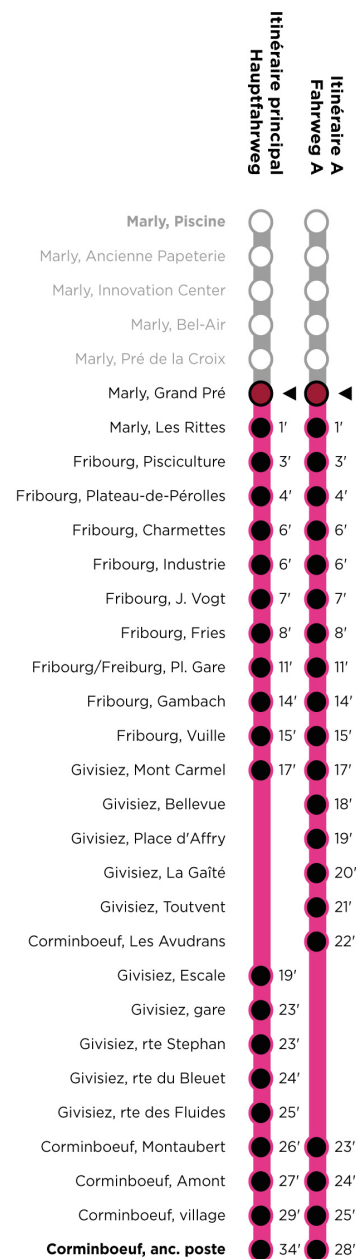 Itinéraire principal
Hauptfahrweg
Itinéraire A
Fahrweg A
Marly, Piscine
Marly, Ancienne Papeterie
Marly, Innovation Center
Marly, Bel-Air
Marly, Pré de la Croix
Marly, Grand Pré
Marly, Les Rittes 1' 1'
Fribourg, Pisciculture 3' 3'
Fribourg, Plateau-de-Pérolles 4' 4'
Fribourg, Charmettes 6' 6'
Fribourg, Industrie 6' 6'
Fribourg, J. Vogt 7' 7'
Fribourg, Fries 8' 8'
Fribourg/Freiburg, Pl. Gare 11' 11'
Fribourg, Gambach 14' 14'
Fribourg, Vuille 15' 15'
Givisiez, Mont Carmel 17' 17'
Givisiez, Bellevue 18'
Givisiez, Place d'Affry 19'
Givisiez, La Gaîté 20'
Givisiez, Toutvent 21'
Corminboeuf, Les Avudrans 22'
Givisiez, Escale 19'
Givisiez, gare 23'
Givisiez, rte Stephan 23'
Givisiez, rte du Bleuet 24'
Givisiez, rte des Fluides 25'
Corminboeuf, Montaubert 26' 23'
Corminboeuf, Amont 27' 24'
Corminboeuf, village 29' 25'
Corminboeuf, anc. poste 34' 28'